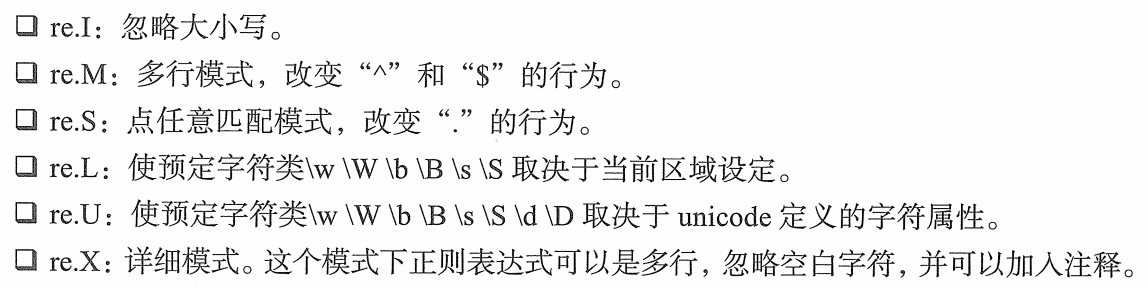 ❑ re.I：忽略大小写。
❑ re.M：多行模式，改变“^”和“$”的行为。
❑ re.S：点任意匹配模式，改变“.”的行为。
❑ re.L：使预定字符类\w \W \b \B \s \S 取决于当前区域设定。
❑ re.U：使预定字符类\w \W \b \B \s \S \d \D 取决于 unicode 定义的字符属性。
❑ re.X：详细模式。这个模式下正则表达式可以是多行，忽略空白字符，并可以加入注释。